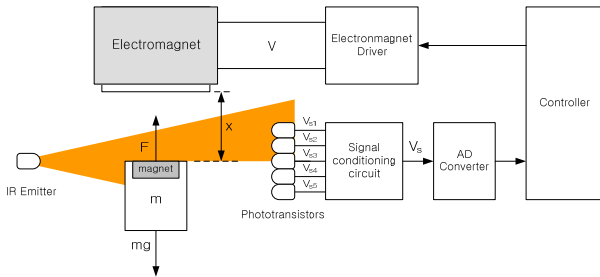 Electromagnet
V
Electronmagnet
Driver
Controller
x
F
IR Emitter
magnet
m
mg
Phototransistors
Vs1
Vs2
Vs3
Vs4
Vs5
Signal
conditioning
circuit
Vs
AD
Converter